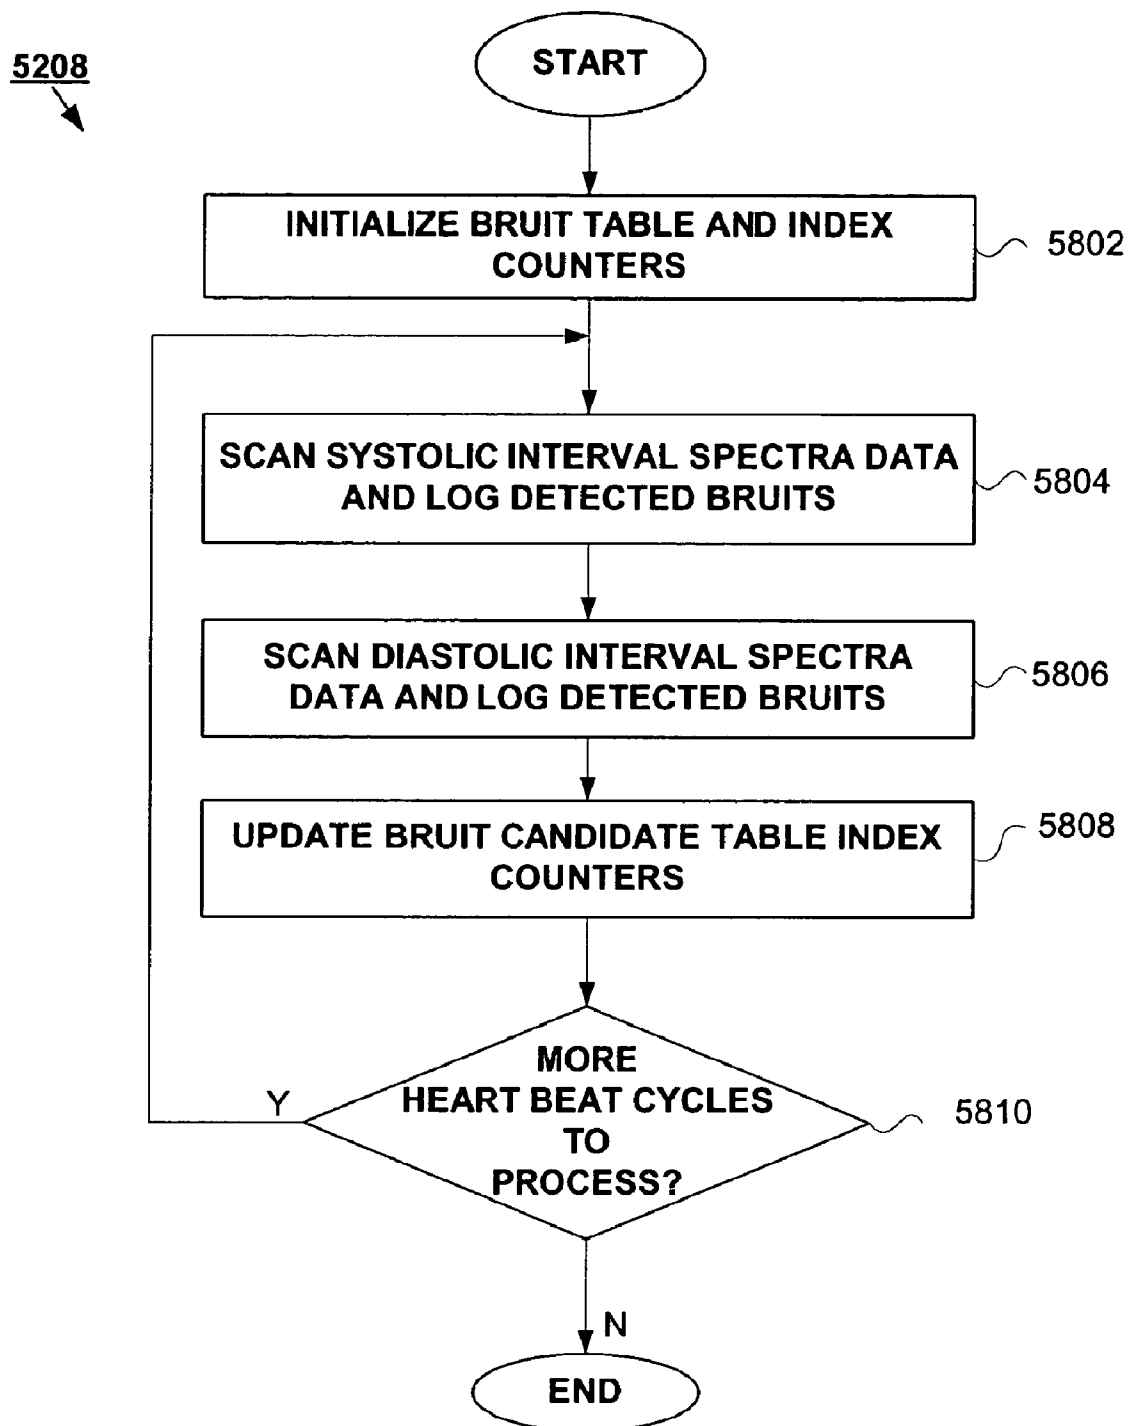 5208
START
INITIALIZE BRUIT TABLE AND INDEX
COUNTERS
5802
SCAN SYSTOLIC INTERVAL SPECTRA DATA
AND LOG DETECTED BRUITS
5804
SCAN DIASTOLIC INTERVAL SPECTRA
DATA AND LOG DETECTED BRUITS
5806
UPDATE BRUIT CANDIDATE TABLE INDEX
COUNTERS
5808
MORE
HEART BEAT CYCLES
TO
PROCESS?
Y
5810
N
END